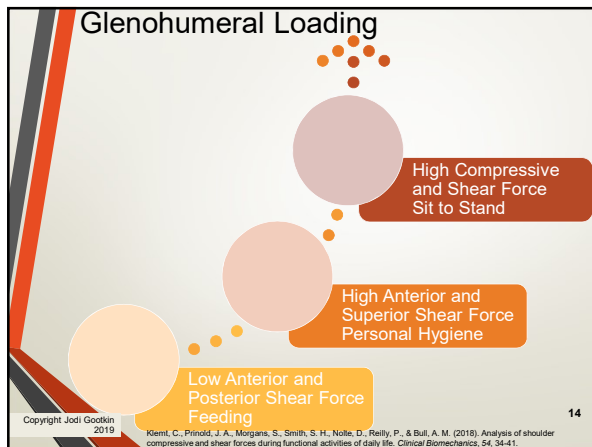 Glenohumeral Loading
High Compressive
and Shear Force
Sit to Stand
High Anterior and
Superior Shear Force
Personal Hygiene
Low Anterior and
Posterior Shear Force
Feeding
Copyright Jodi Gootkin
2019
14
Klemt, C., Prinold, J. A., Morgans, S., Smith, S. H., Nolte, D., Reilly, P., & Bull, A. M. (2018). Analysis of shoulder
compressive and shear forces during functional activities of daily life. Clinical Biomechanics, 54, 34-41.